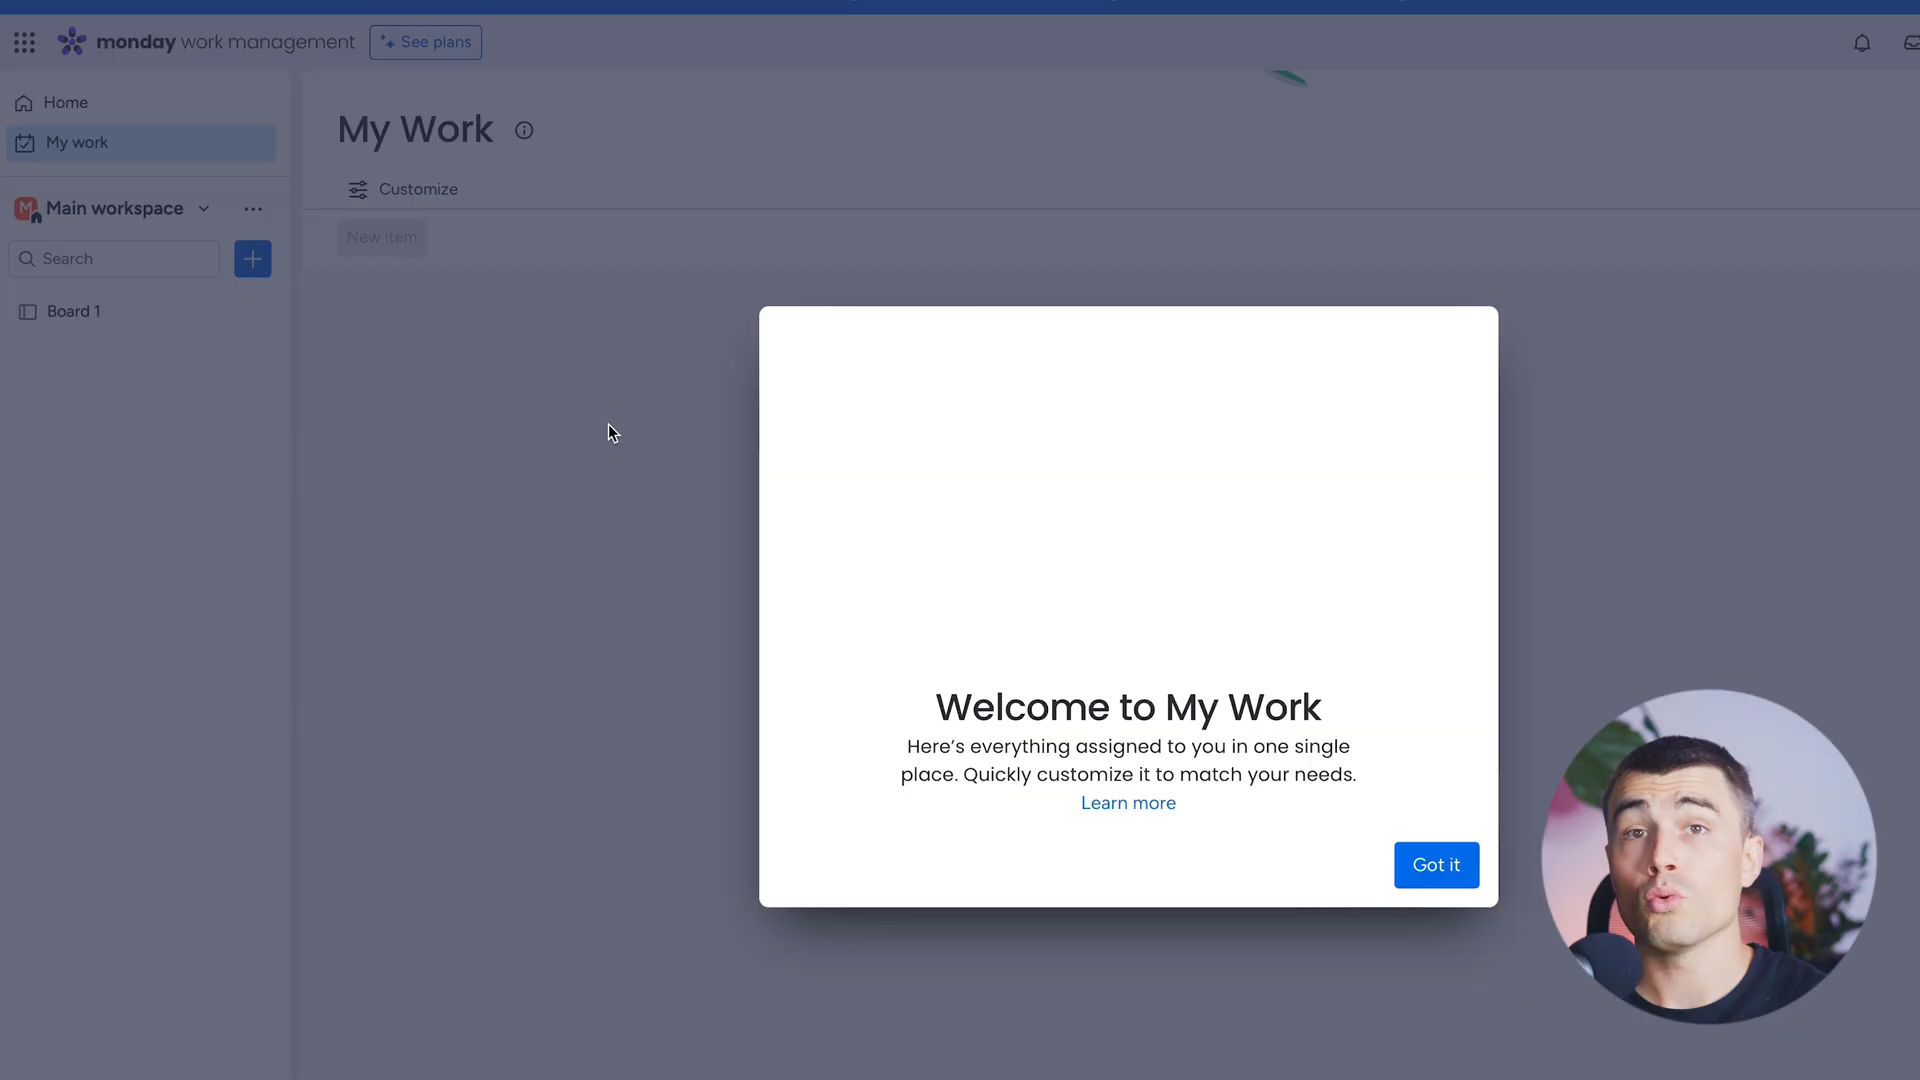 monday work management
See plans
Home
My work
M Main workspace
Search
Board 1
My Work
Customize
New item
Welcome to My Work
Here’s everything assigned to you in one single
place. Quickly customize it to match your needs.
Learn more
Got it